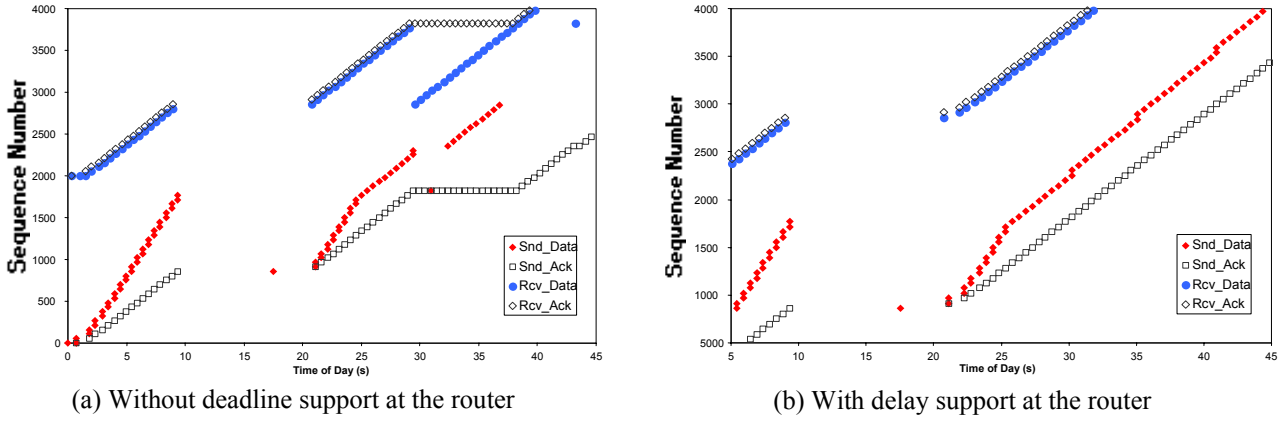 4000
3500
3000
2500
2000
1500
1000
500
0
Sequence Number
0 5 10 15 20 25 30 35 40 45
Time of Day (s)
Snd_Data
Snd_Ack
Rcv_Data
Rcv_Ack
(a) Without deadline support at the router
4000
3500
3000
2500
2000
1500
1000
5000
Sequence Number
5 10 15 20 25 30 35 40 45
Time of Day (s)
Snd_Data
Snd_Ack
Rcv_Data
Rcv_Ack
(b) With delay support at the router